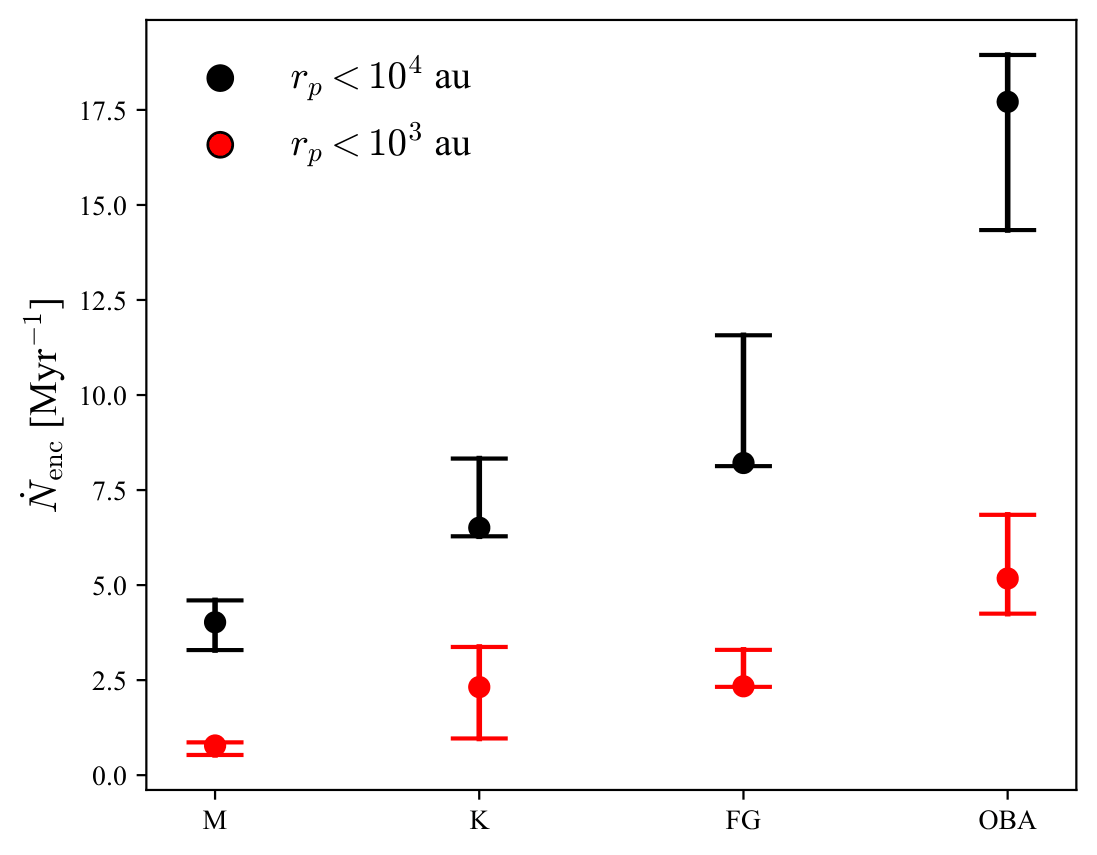 r_p < 10^4 au
r_p < 10^3 au
17.5
15.0
12.5
10.0
7.5
5.0
2.5
0.0
Ṅ_enc [Myr^−1]
M K FG OBA